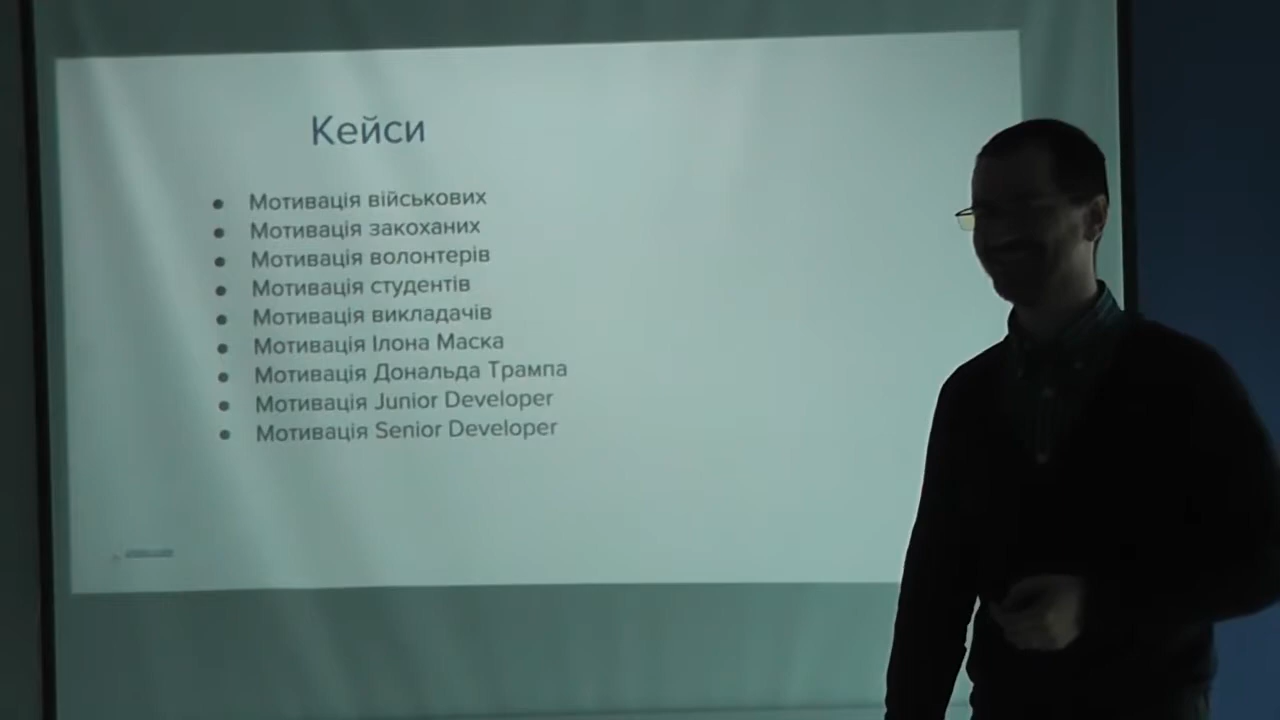 Кейси
● Мотивація військових
● Мотивація закоханих
● Мотивація волонтерів
● Мотивація студентів
● Мотивація викладачів
● Мотивація Ілона Маска
● Мотивація Дональда Трампа
● Мотивація Junior Developer
● Мотивація Senior Developer